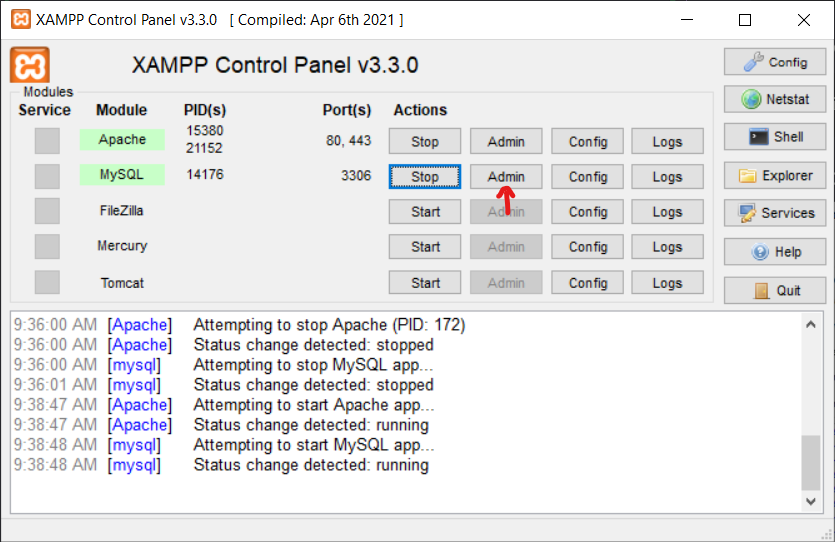 XAMPP Control Panel v3.3.0 [ Compiled: Apr 6th 2021 ]
XAMPP Control Panel v3.3.0
Config
Modules
Service Module PID(s) Port(s) Actions
Netstat
Apache 15380 21152 80, 443 Stop Admin Config Logs
Shell
MySQL 14176 3306 Stop Admin Config Logs
Explorer
FileZilla Start Admin Config Logs
Services
Mercury Start Admin Config Logs
Help
Tomcat Start Admin Config Logs
Quit
9:36:00 AM [Apache] Attempting to stop Apache (PID: 172)
9:36:00 AM [Apache] Status change detected: stopped
9:36:00 AM [mysql] Attempting to stop MySQL app...
9:36:01 AM [mysql] Status change detected: stopped
9:38:47 AM [Apache] Attempting to start Apache app...
9:38:47 AM [Apache] Status change detected: running
9:38:48 AM [mysql] Attempting to start MySQL app...
9:38:48 AM [mysql] Status change detected: running